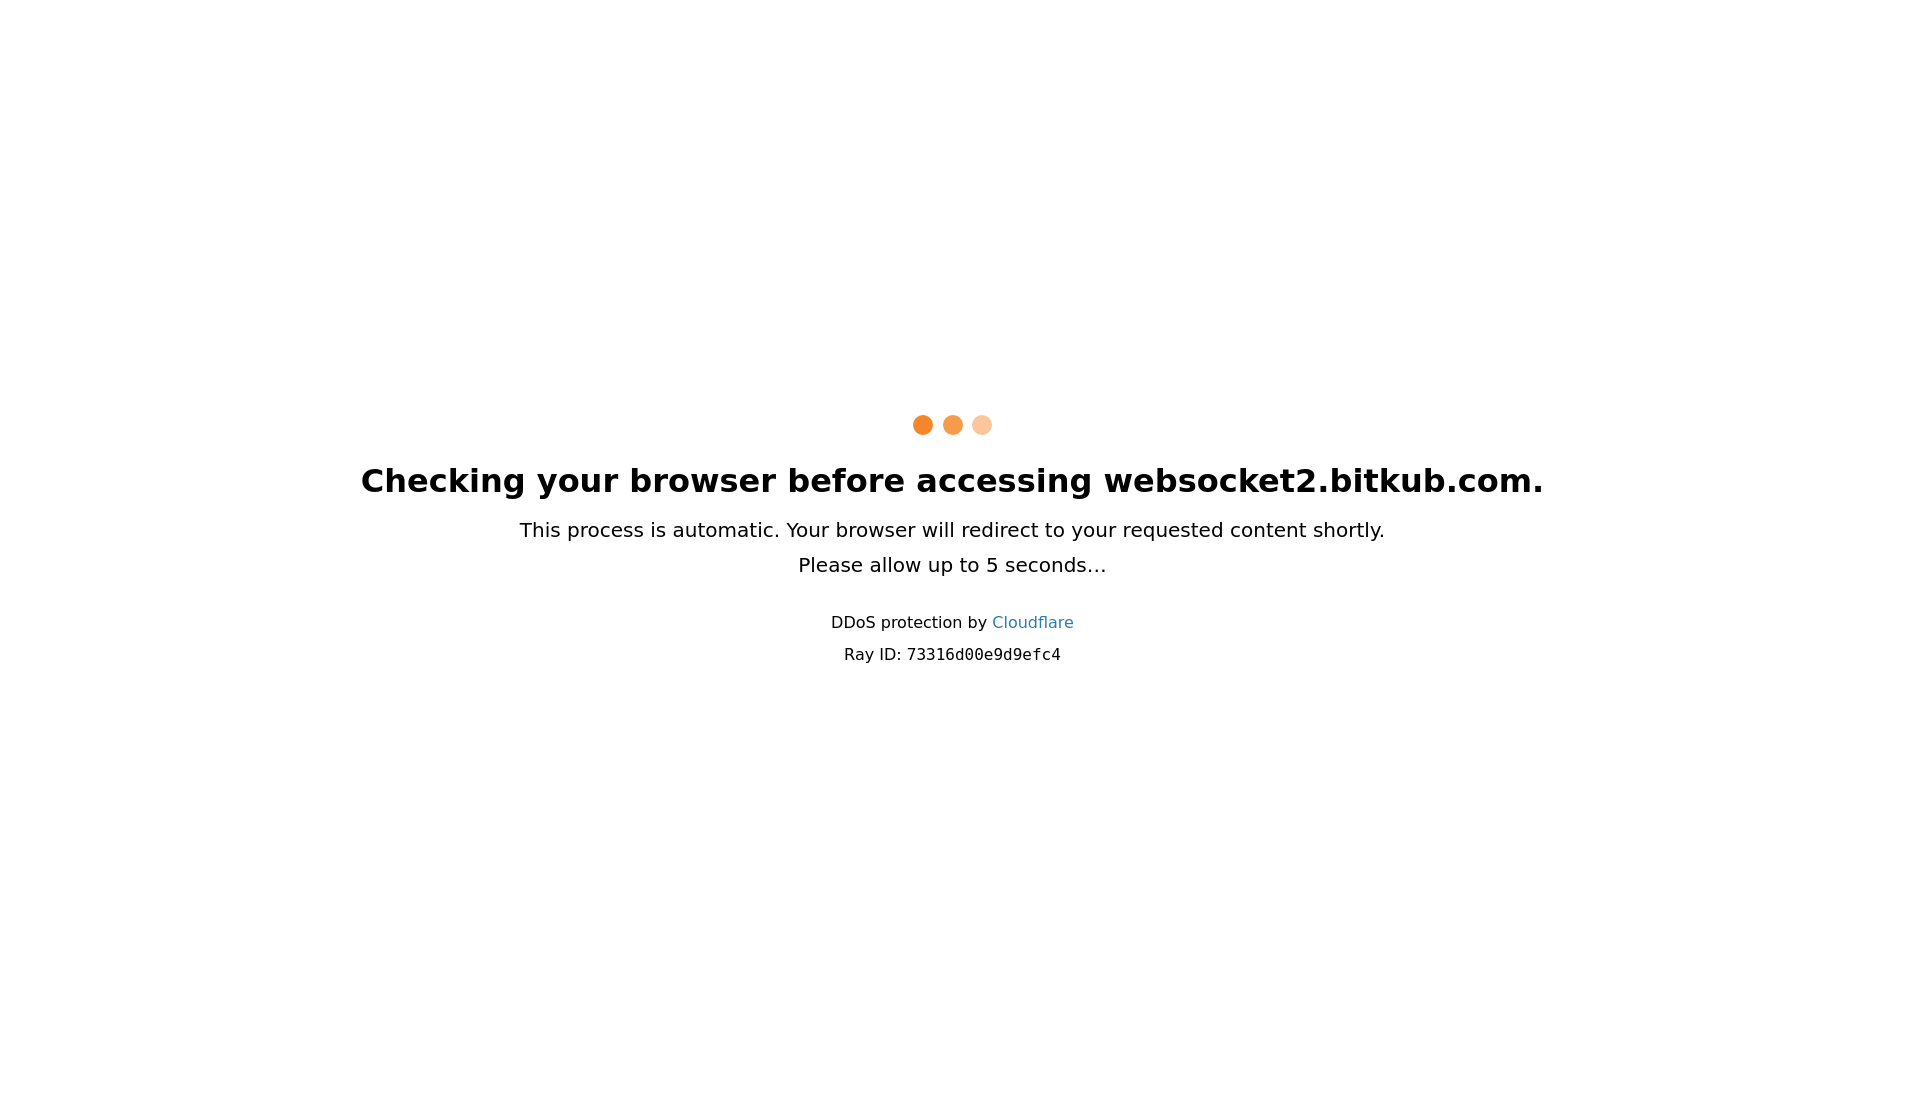 Checking your browser before accessing websocket2.bitkub.com.
This process is automatic. Your browser will redirect to your requested content shortly.
Please allow up to 5 seconds…
DDoS protection by Cloudflare
Ray ID: 73316d00e9d9efc4